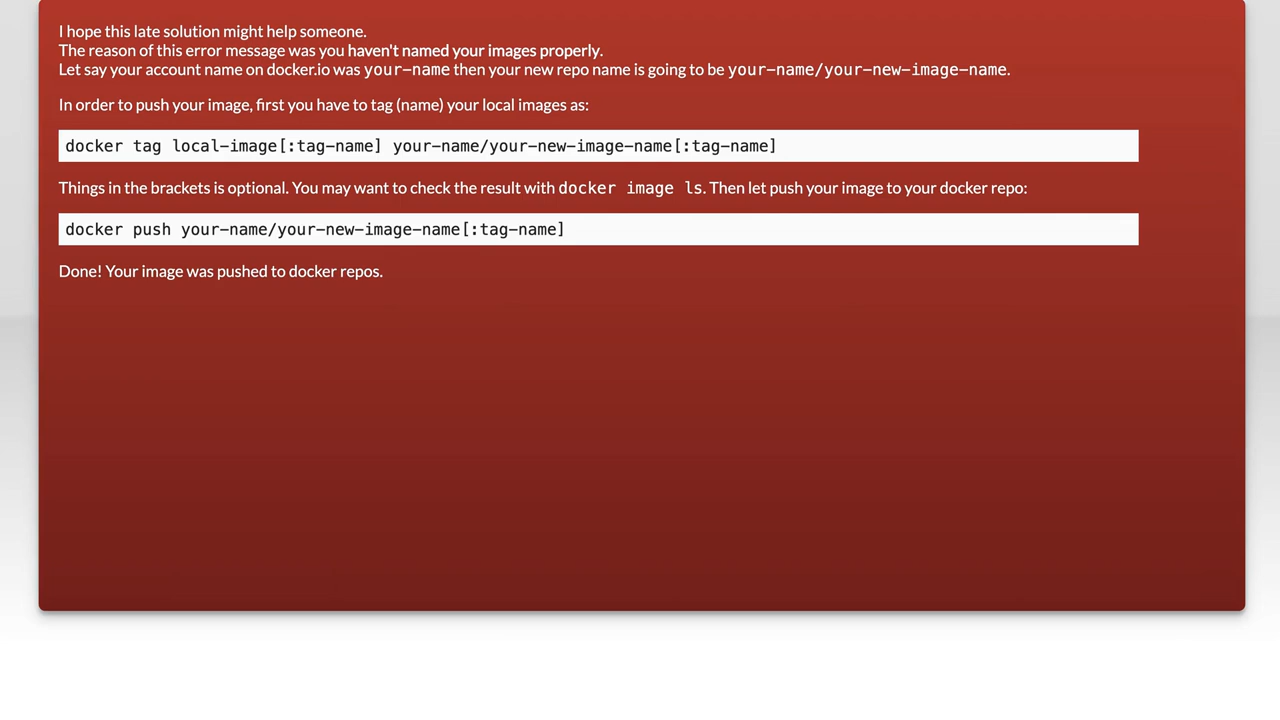 I hope this late solution might help someone.
The reason of this error message was you haven't named your images properly.
Let say your account name on docker.io was your-name then your new repo name is going to be your-name/your-new-image-name.
In order to push your image, first you have to tag (name) your local images as:
docker tag local-image[:tag-name] your-name/your-new-image-name[:tag-name]
Things in the brackets is optional. You may want to check the result with docker image ls. Then let push your image to your docker repo:
docker push your-name/your-new-image-name[:tag-name]
Done! Your image was pushed to docker repos.